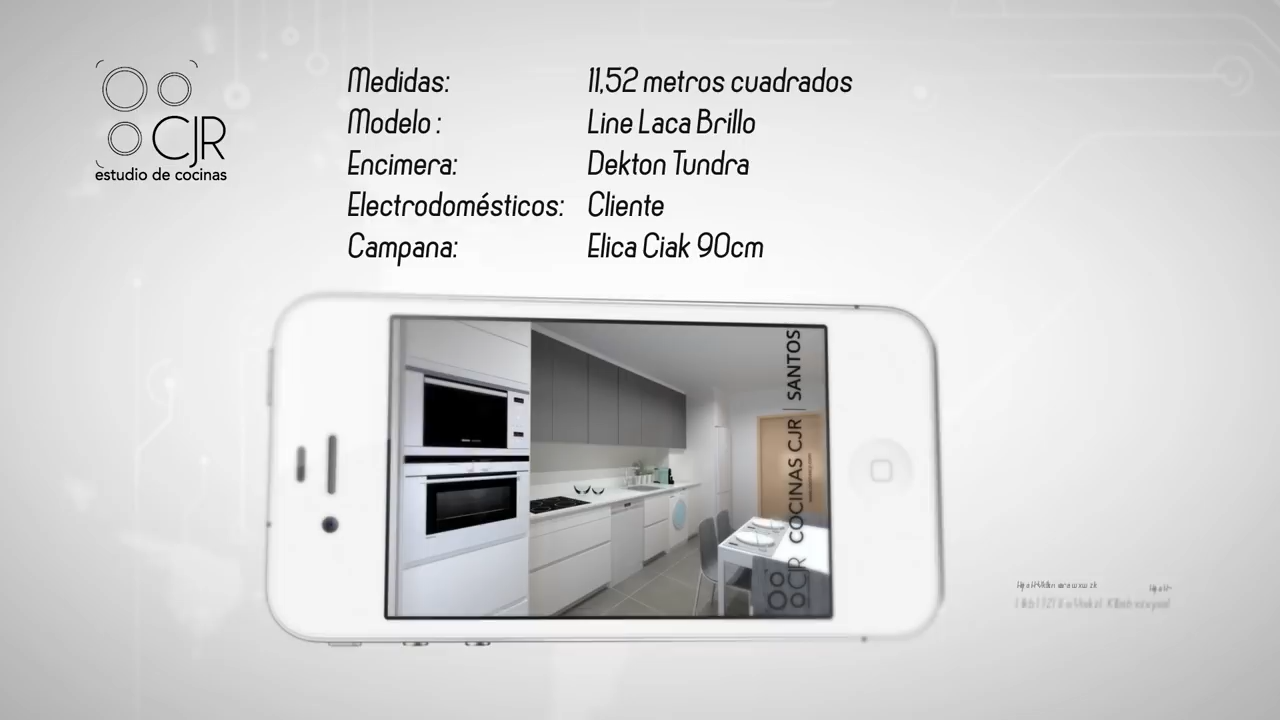 CJR
estudio de cocinas
Medidas: 11,52 metros cuadrados
Modelo : Line Laca Brillo
Encimera: Dekton Tundra
Electrodomésticos: Cliente
Campana: Elica Ciak 90cm
CJR COCINAS CJR | SANTOS